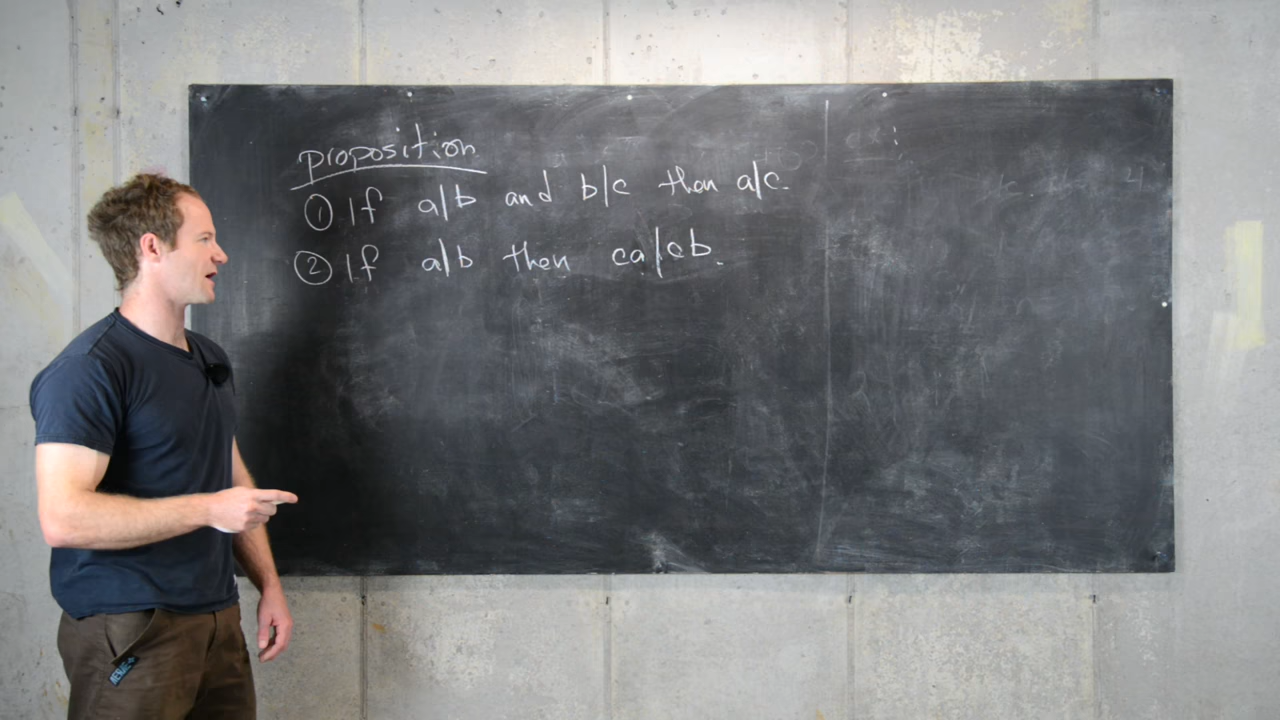 proposition
① If a|b and b|c then a|c.
② If a|b then ca|cb.